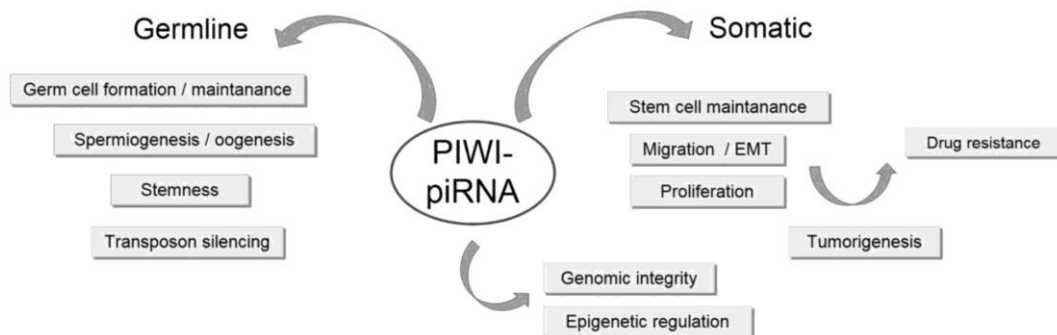 Germline
Somatic
Germ cell formation / maintanance
Spermiogenesis / oogenesis
Stemness
Transposon silencing
PIWI-
piRNA
Stem cell maintanance
Migration / EMT
Proliferation
Drug resistance
Tumorigenesis
Genomic integrity
Epigenetic regulation